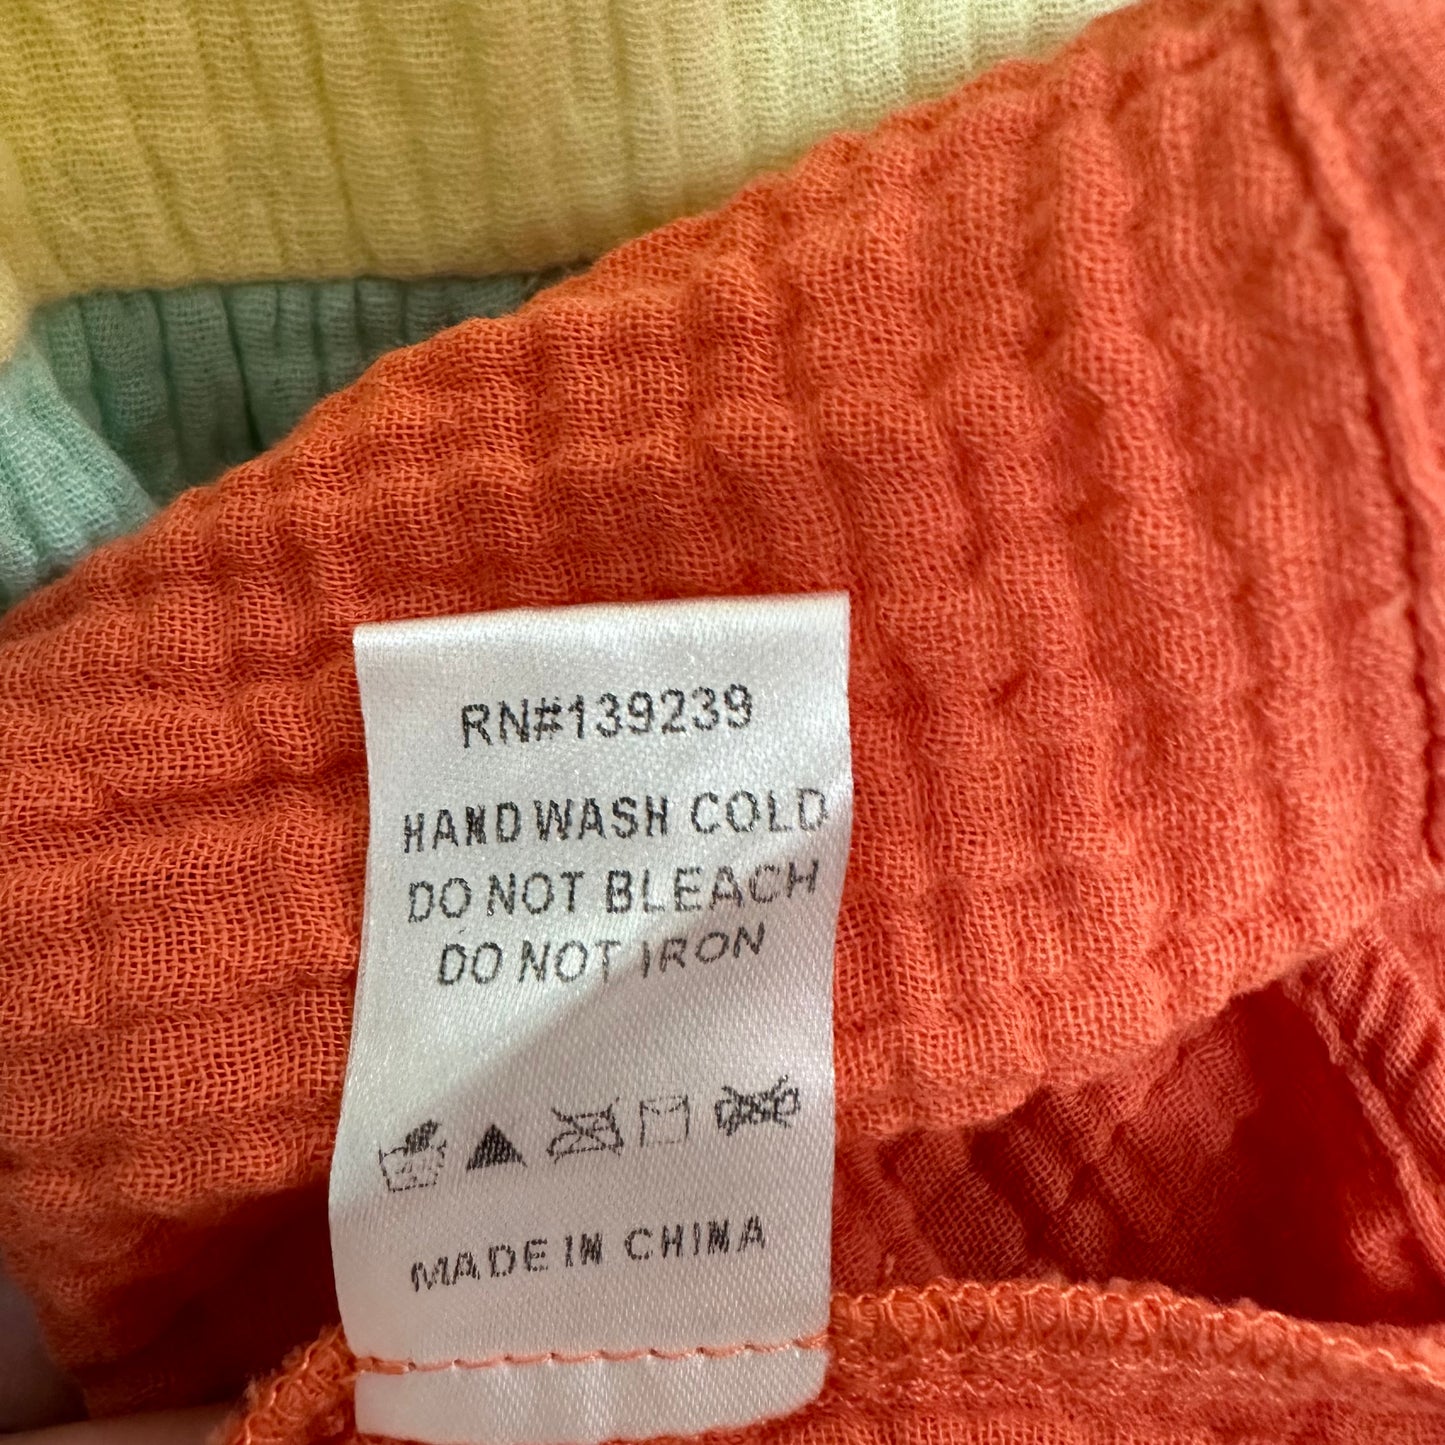 RN#139239
HAND WASH COLD
DO NOT BLEACH
DO NOT IRON
MADE IN CHINA